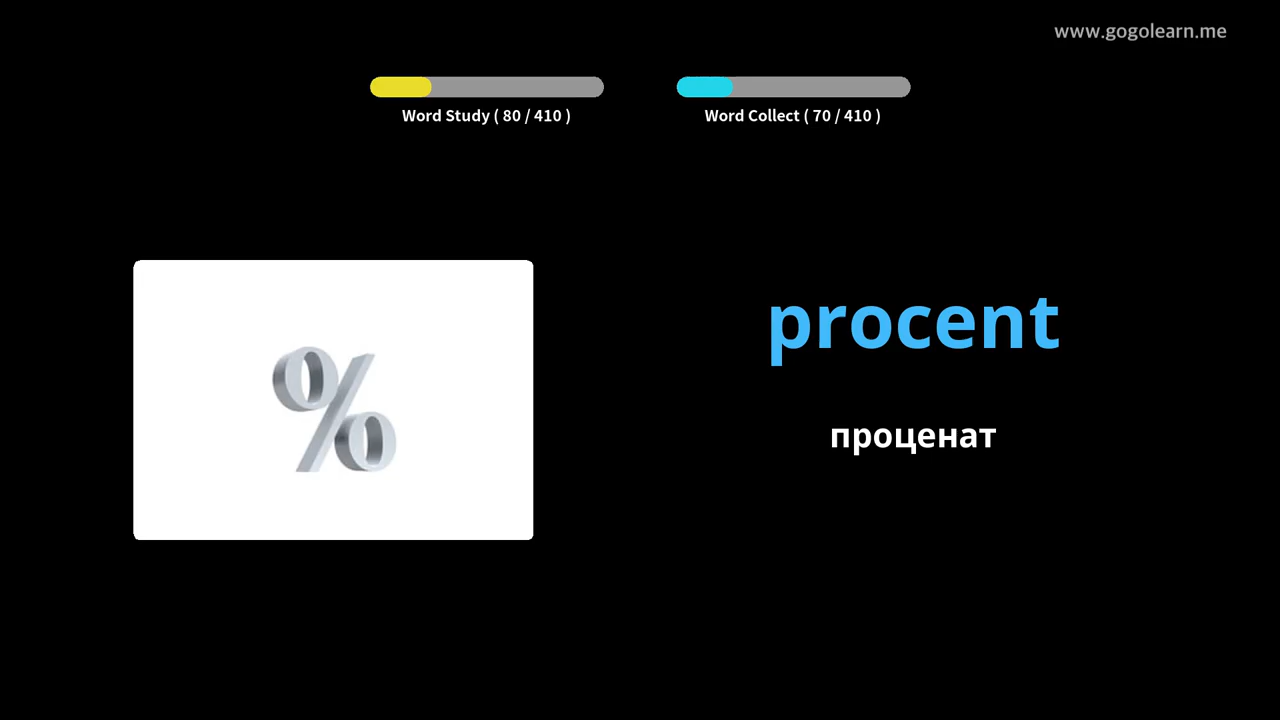 www.gogolearn.me
Word Study ( 80 / 410 )
Word Collect ( 70 / 410 )
%
procent
проценат